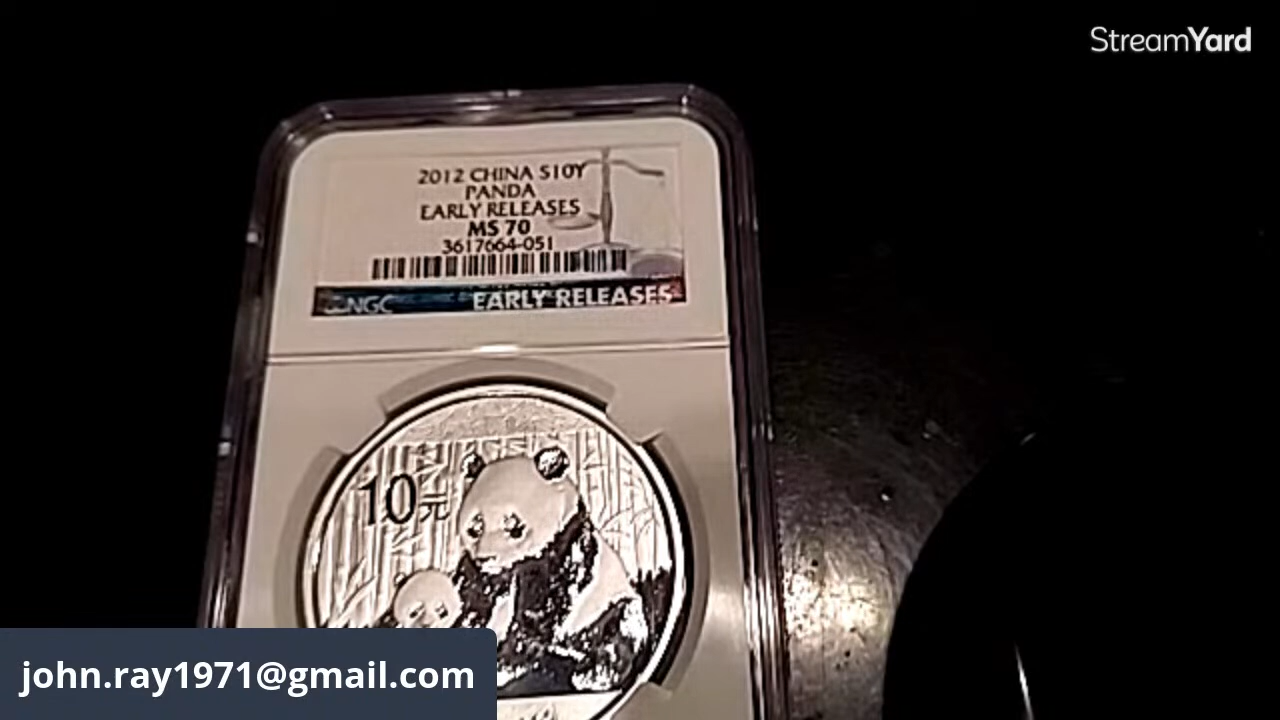 StreamYard
2012 CHINA S10Y
PANDA
EARLY RELEASES
MS 70
3617664-051
NGC EARLY RELEASES
10元
john.ray1971@gmail.com